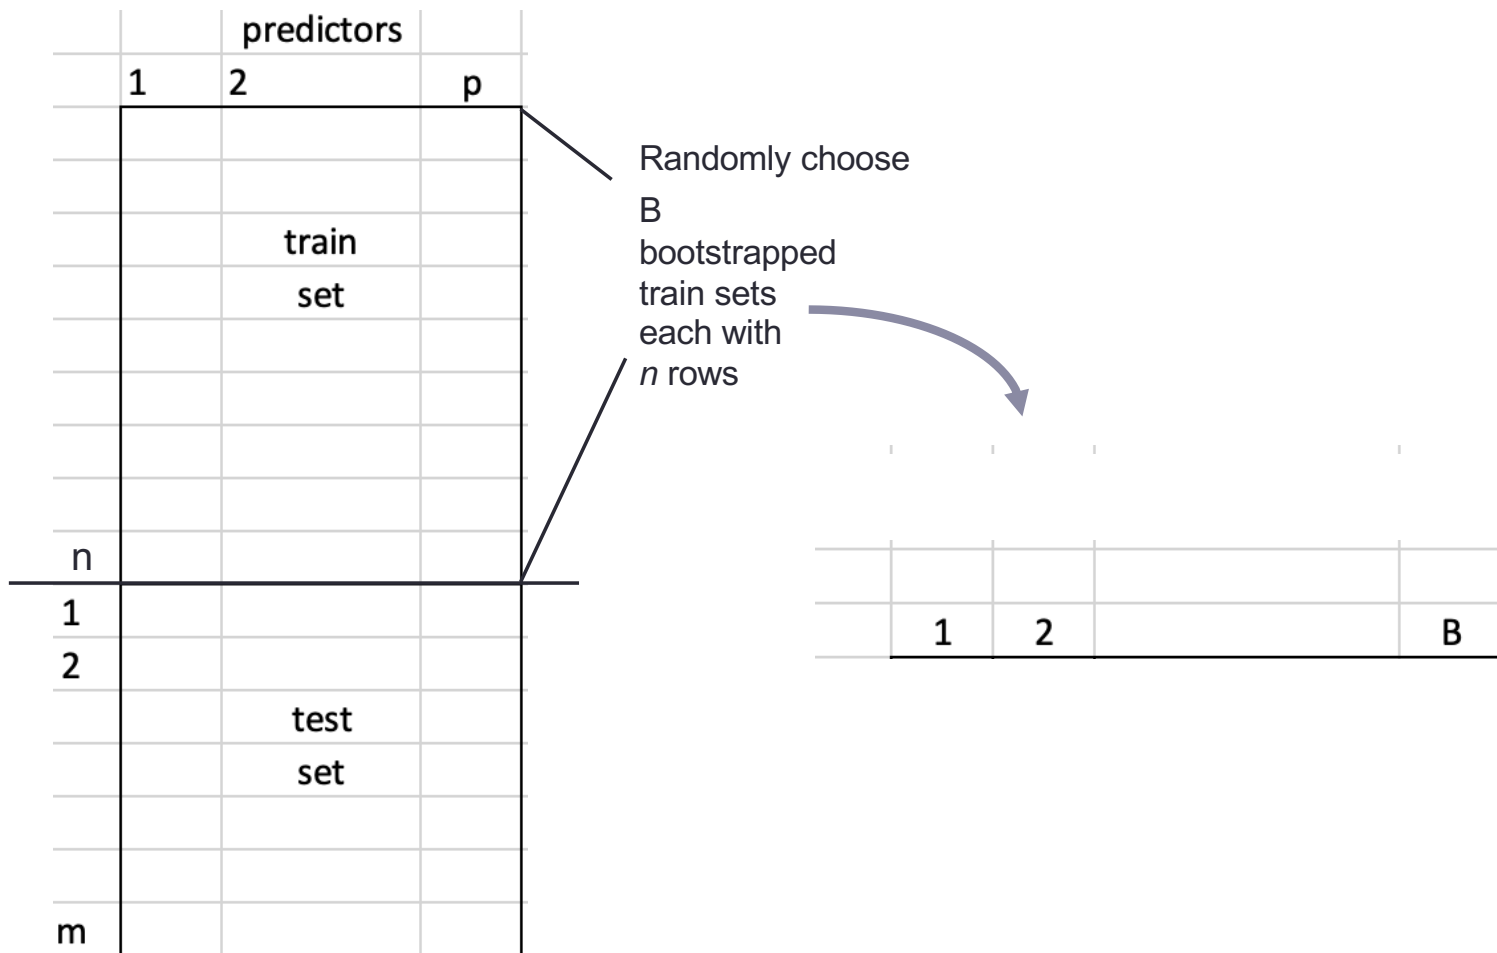 predictors
1 2 p
train
set
n
1
2
test
set
m
Randomly choose
B
bootstrapped
train sets
each with
n rows
1 2 B